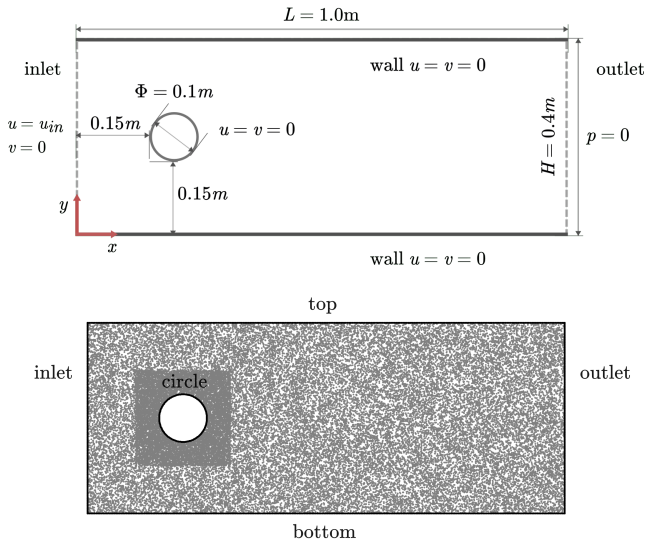 L = 1.0m
wall u = v = 0
inlet
outlet
Φ = 0.1m
u = u_in
v = 0
0.15m
u = v = 0
H = 0.4m
p = 0
0.15m
y
x
wall u = v = 0
top
inlet
outlet
circle
bottom